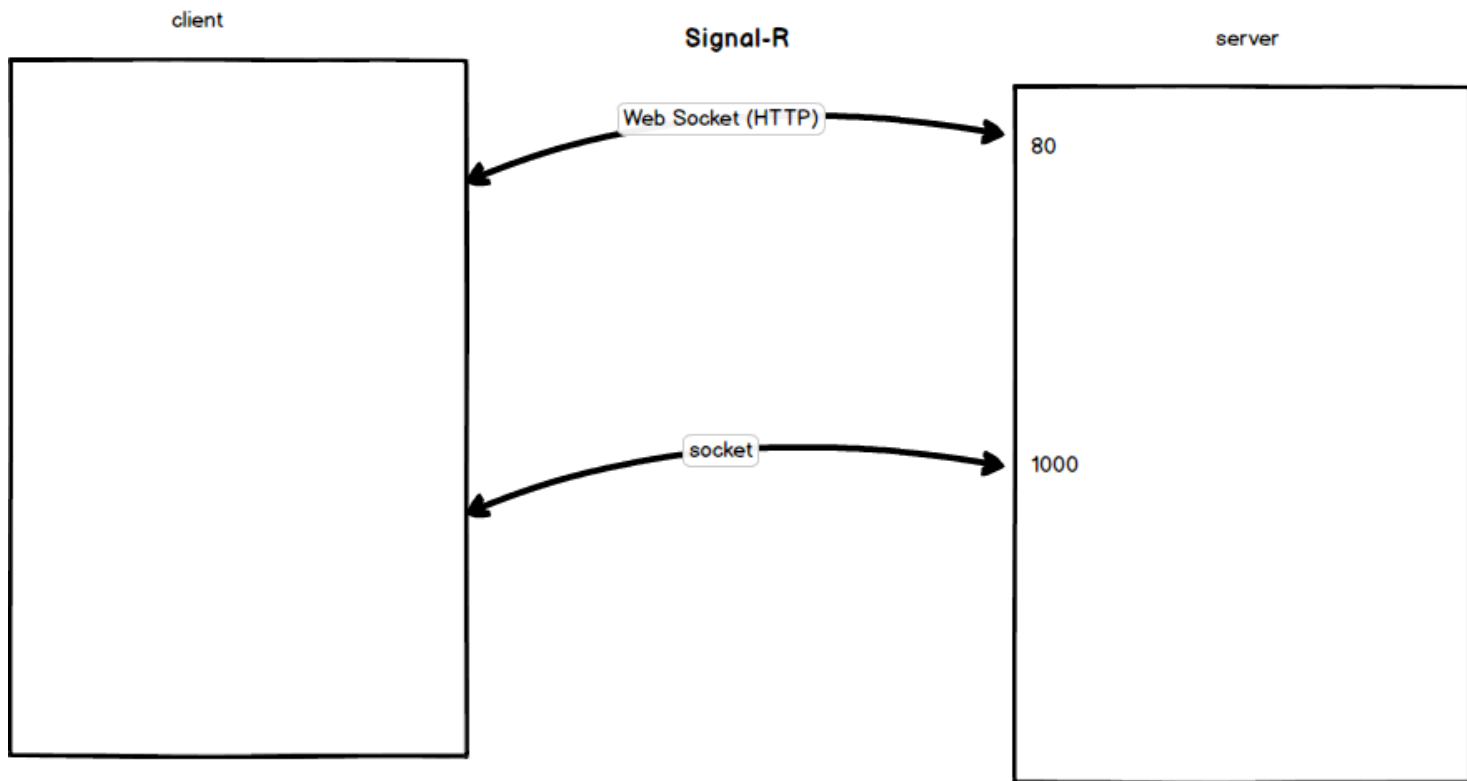 client
Signal-R
server
Web Socket (HTTP)
80
socket
1000